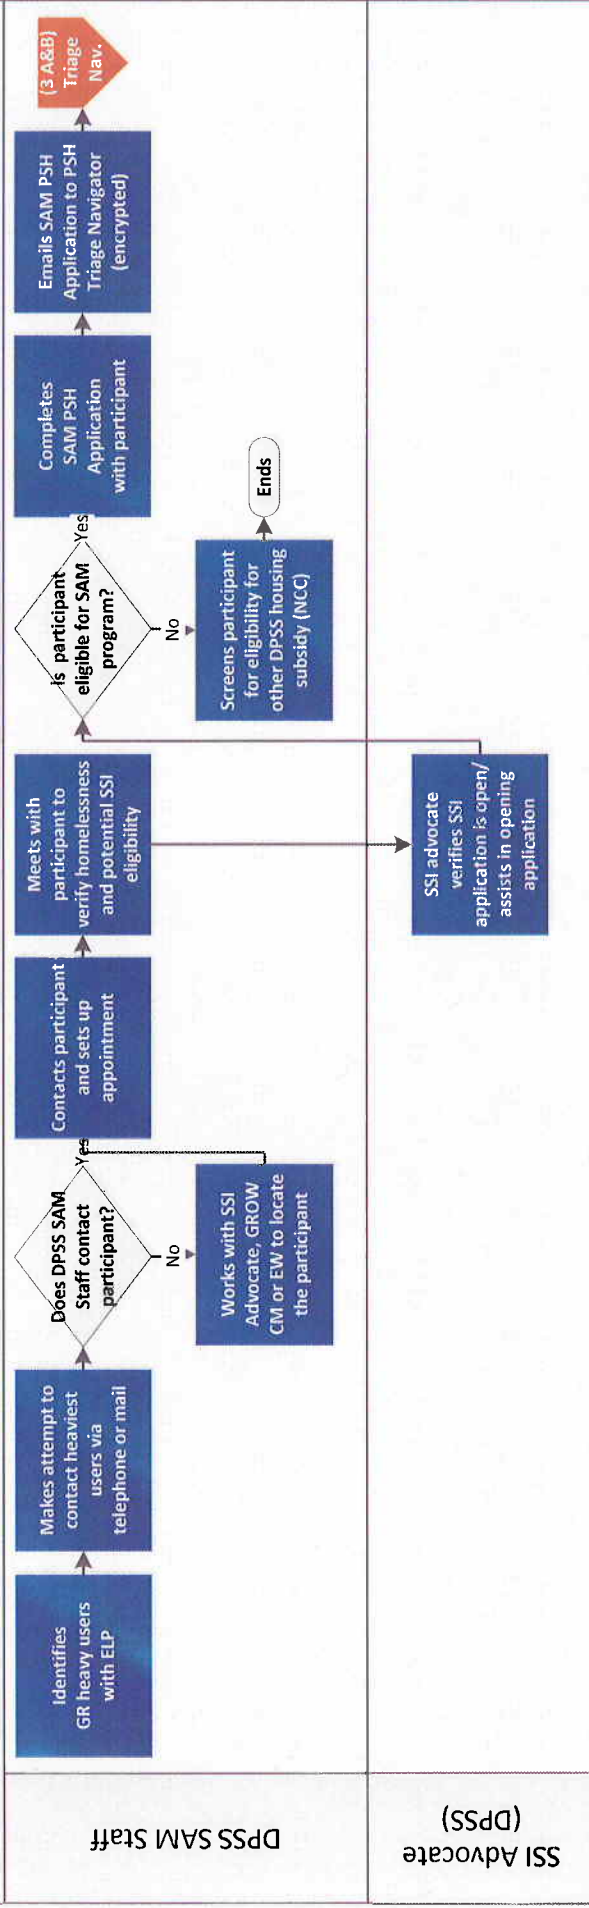 DPSS SAM Staff
Identifies
GR heavy users
with ELP
Makes attempt to
contact heaviest
users via
telephone or mail
Does DPSS SAM
Staff contact
participant?
Yes
No
Works with SSI
Advocate, GROW
CM or EW to locate
the participant
Contacts participant
and sets up
appointment
Meets with
participant to
verify homelessness
and potential SSI
eligibility
Is participant
eligible for SAM
program?
Yes
No
Screens participant
for eligibility for
other DPSS housing
subsidy (NCC)
Ends
Completes
SAM PSH
Application
with participant
Emails SAM PSH
Application to PSH
Triage Navigator
(encrypted)
(3 A&B)
Triage
Nav.
SSI Advocate
(DPSS)
SSI advocate
verifies SSI
application is open/
assists in opening
application